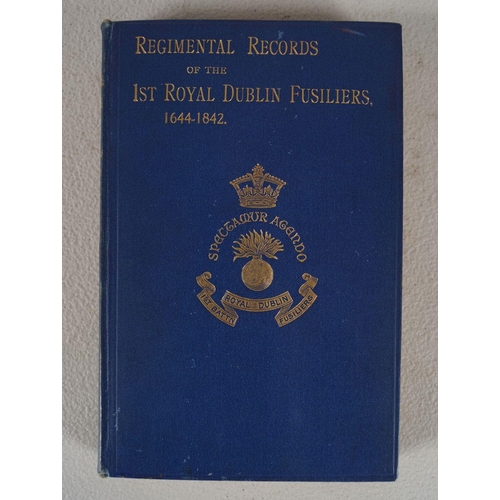 REGIMENTAL RECORDS
OF THE
1ST ROYAL DUBLIN FUSILIERS,
1644-1842.
SPECTAMUR AGENDO
ROYAL-DUBLIN
1ST BATTN
FUSILIERS